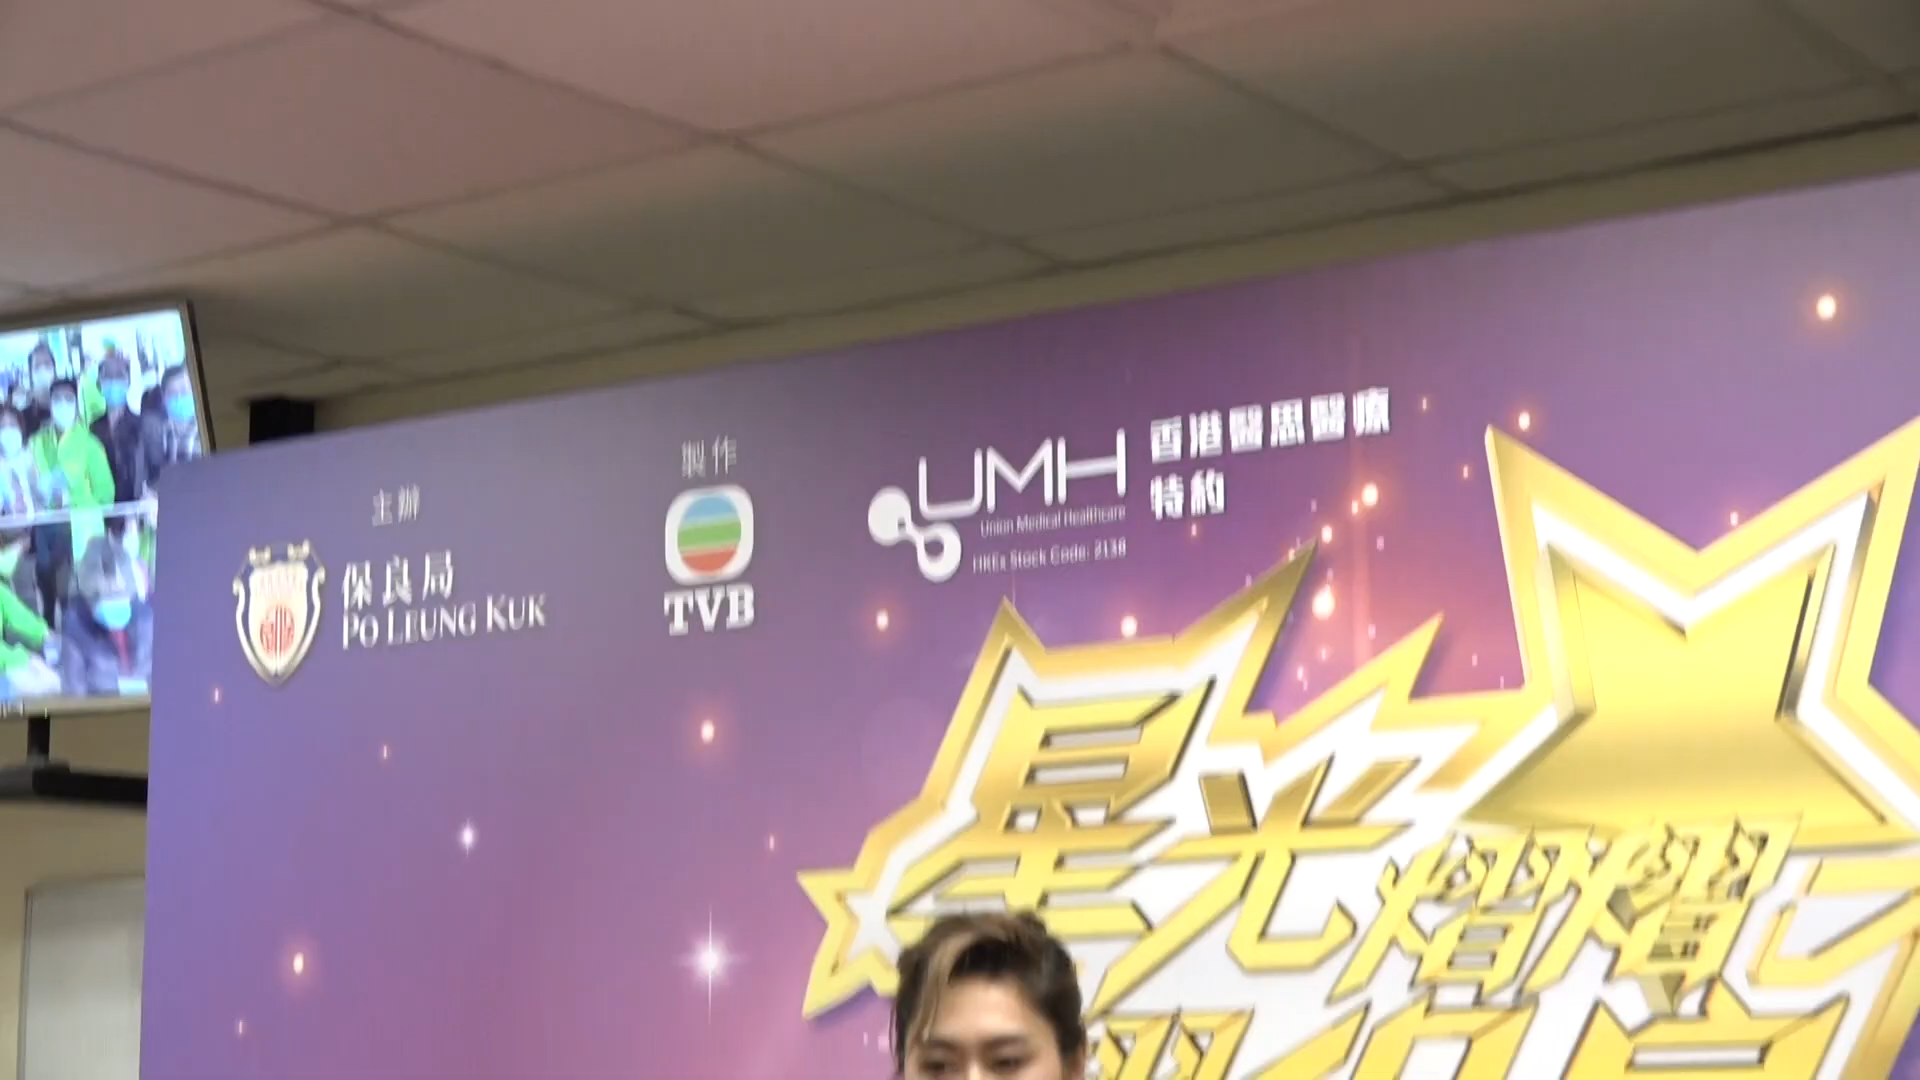 主辦
保良局
PO LEUNG KUK
製作
TVB
UMH
Union Medical Healthcare
HKEx Stock Code: 2138
香港醫思醫療
特約
星光熠熠